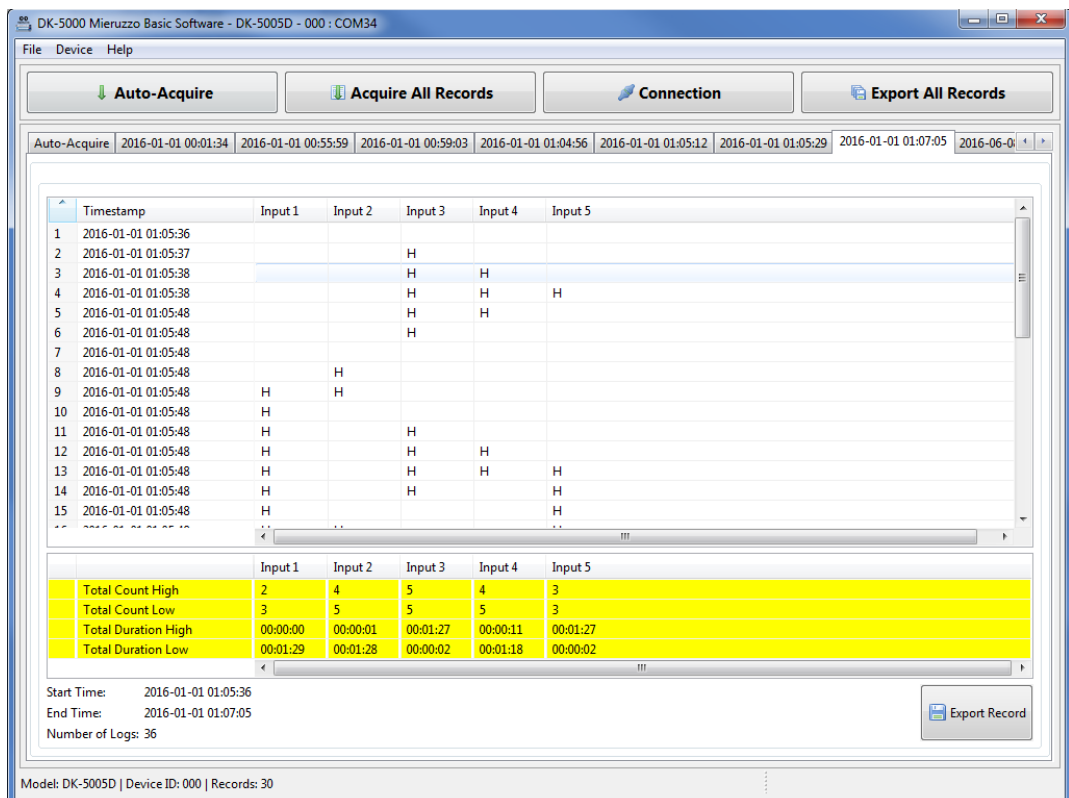 DK-5000 Mieruzzo Basic Software - DK-5005D - 000 : COM34
File Device Help
Auto-Acquire Acquire All Records Connection Export All Records
Auto-Acquire 2016-01-01 00:01:34 2016-01-01 00:55:59 2016-01-01 00:59:03 2016-01-01 01:04:56 2016-01-01 01:05:12 2016-01-01 01:05:29 2016-01-01 01:07:05
Timestamp Input 1 Input 2 Input 3 Input 4 Input 5
1 2016-01-01 01:05:36
2 2016-01-01 01:05:37 H
3 2016-01-01 01:05:38 H H
4 2016-01-01 01:05:38 H H H
5 2016-01-01 01:05:48 H H
6 2016-01-01 01:05:48 H
7 2016-01-01 01:05:48
8 2016-01-01 01:05:48 H
9 2016-01-01 01:05:48 H H
10 2016-01-01 01:05:48 H
11 2016-01-01 01:05:48 H H
12 2016-01-01 01:05:48 H H H
13 2016-01-01 01:05:48 H H H H
14 2016-01-01 01:05:48 H H H
15 2016-01-01 01:05:48 H H
Input 1 Input 2 Input 3 Input 4 Input 5
Total Count High 2 4 5 4 3
Total Count Low 3 5 5 5 3
Total Duration High 00:00:00 00:00:01 00:01:27 00:00:11 00:01:27
Total Duration Low 00:01:29 00:01:28 00:00:02 00:01:18 00:00:02
Start Time: 2016-01-01 01:05:36
End Time: 2016-01-01 01:07:05
Number of Logs: 36
Export Record
Model: DK-5005D | Device ID: 000 | Records: 30